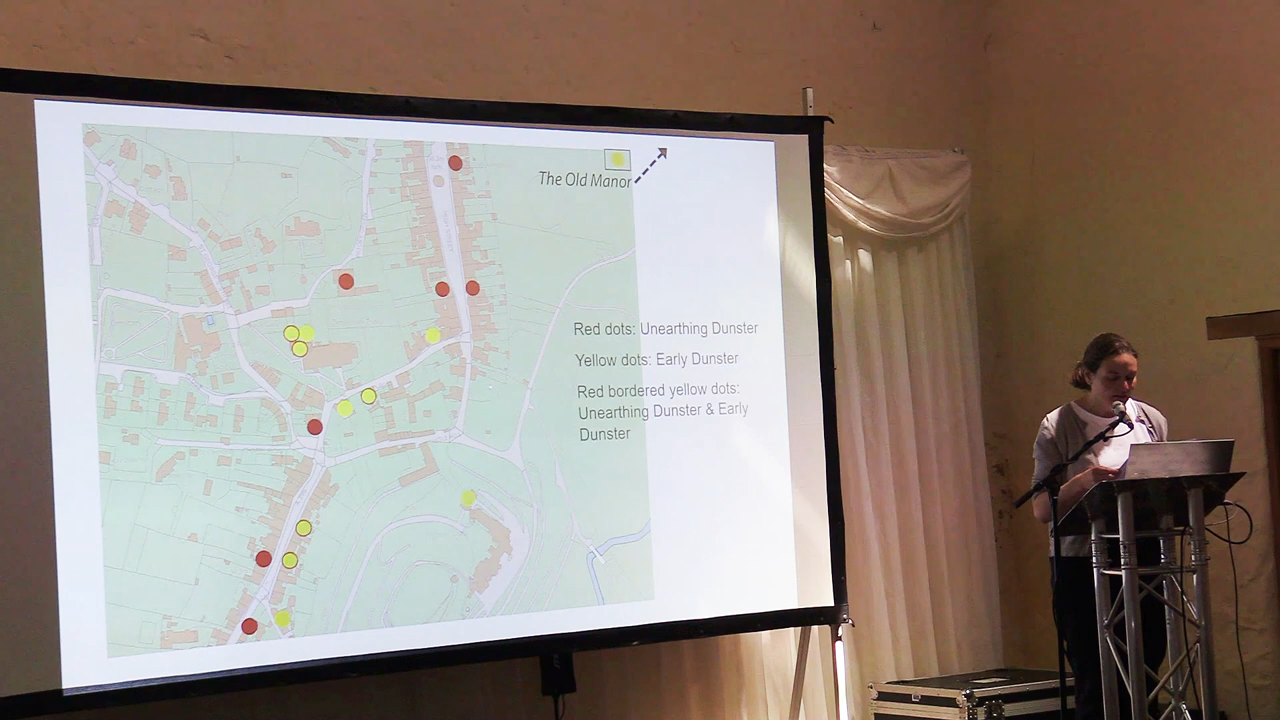 The Old Manor
Red dots: Unearthing Dunster
Yellow dots: Early Dunster
Red bordered yellow dots:
Unearthing Dunster & Early
Dunster